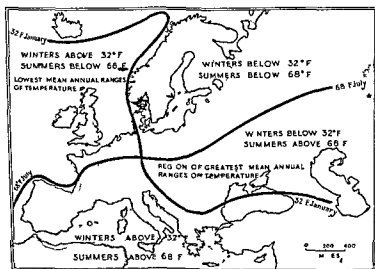 32°F January
WINTERS ABOVE 32°F
SUMMERS BELOW 68°F
LOWEST MEAN ANNUAL RANGES
OF TEMPERATURE
WINTERS BELOW 32°F
SUMMERS BELOW 68°F
68°F July
W NTERS BELOW 32°F
SUMMERS ABOVE 68 F
REG ON OF GREATEST MEAN ANNUAL
RANGES OF TEMPERATURE
68°F July
32 F January
WINTERS ABOVE 32°F
SUMMERS ABOVE 68 F
0 200 400
M ES